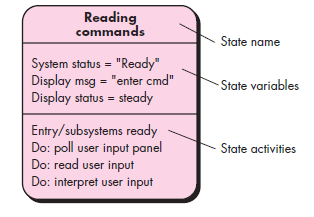 Reading
commands
State name
System status = "Ready"
Display msg = "enter cmd"
Display status = steady
State variables
Entry/subsystems ready
Do: poll user input panel
Do: read user input
Do: interpret user input
State activities